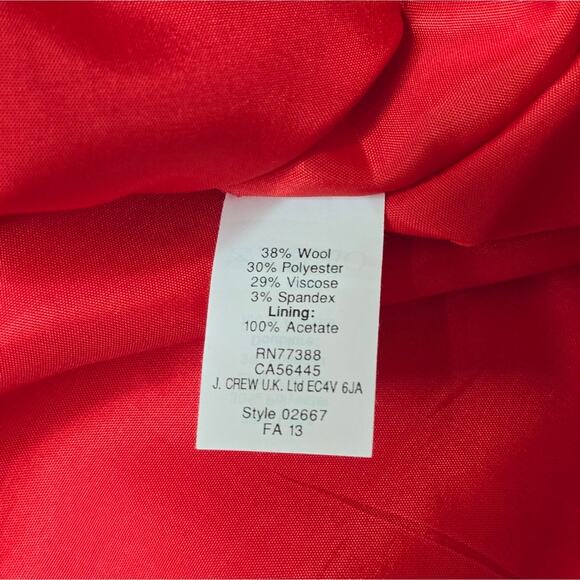 38% Wool
30% Polyester
29% Viscose
3% Spandex
Lining:
100% Acetate
RN77388
CA56445
J. CREW U.K. Ltd EC4V 6JA
Style 02667
FA 13